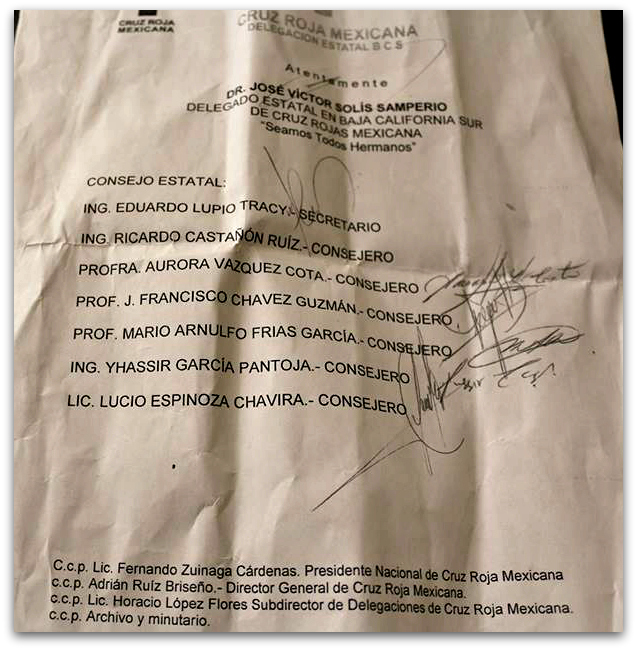 CRUZ ROJA
MEXICANA
CRUZ ROJA MEXICANA
DELEGACIÓN ESTATAL B C S
Atentamente
DR. JOSÉ VÍCTOR SOLÍS SAMPERIO
DELEGADO ESTATAL EN BAJA CALIFORNIA SUR
DE CRUZ ROJAS MEXICANA
"Seamos Todos Hermanos"
CONSEJO ESTATAL:
ING. EDUARDO LUPIO TRACY.- SECRETARIO
ING. RICARDO CASTAÑÓN RUÍZ.- CONSEJERO
PROFRA. AURORA VAZQUEZ COTA.- CONSEJERO
PROF. J. FRANCISCO CHAVEZ GUZMÁN.- CONSEJERO
PROF. MARIO ARNULFO FRIAS GARCÍA.- CONSEJERO
ING. YHASSIR GARCÍA PANTOJA.- CONSEJERO
LIC. LUCIO ESPINOZA CHAVIRA.- CONSEJERO
C.c.p. Lic. Fernando Zuinaga Cárdenas. Presidente Nacional de Cruz Roja Mexicana
c.c.p. Adrián Ruíz Briseño.- Director General de Cruz Roja Mexicana.
c.c.p. Lic. Horacio López Flores Subdirector de Delegaciones de Cruz Roja Mexicana.
c.c.p. Archivo y minutario.